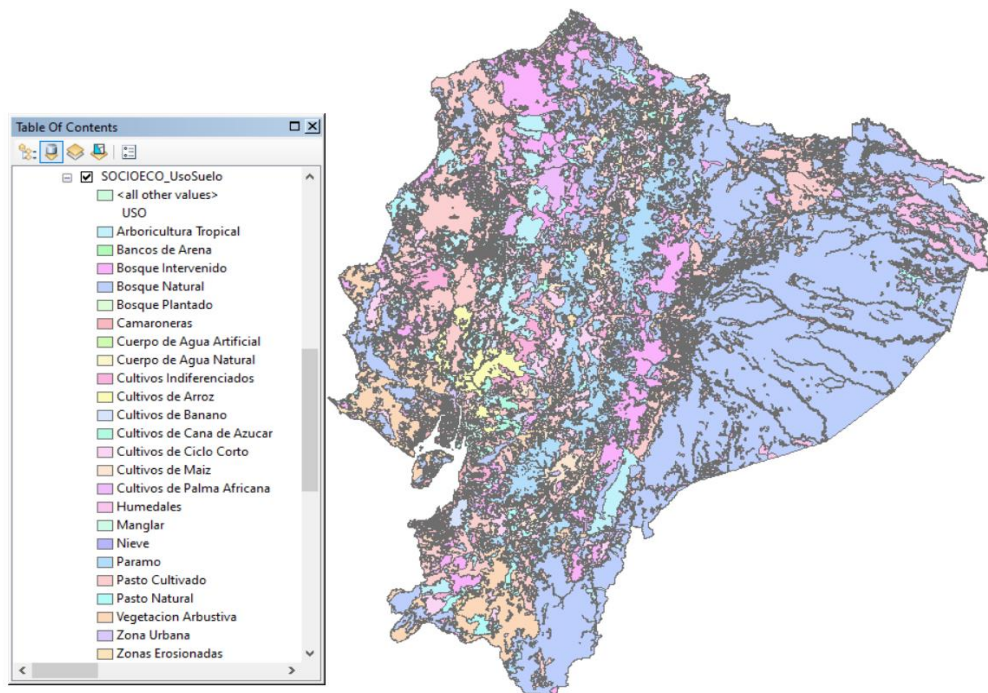 Table Of Contents
SOCIOECO_UsoSuelo
<all other values>
USO
Arboricultura Tropical
Bancos de Arena
Bosque Intervenido
Bosque Natural
Bosque Plantado
Camaroneras
Cuerpo de Agua Artificial
Cuerpo de Agua Natural
Cultivos Indiferenciados
Cultivos de Arroz
Cultivos de Banano
Cultivos de Cana de Azucar
Cultivos de Ciclo Corto
Cultivos de Maiz
Cultivos de Palma Africana
Humedales
Manglar
Nieve
Paramo
Pasto Cultivado
Pasto Natural
Vegetacion Arbustiva
Zona Urbana
Zonas Erosionadas